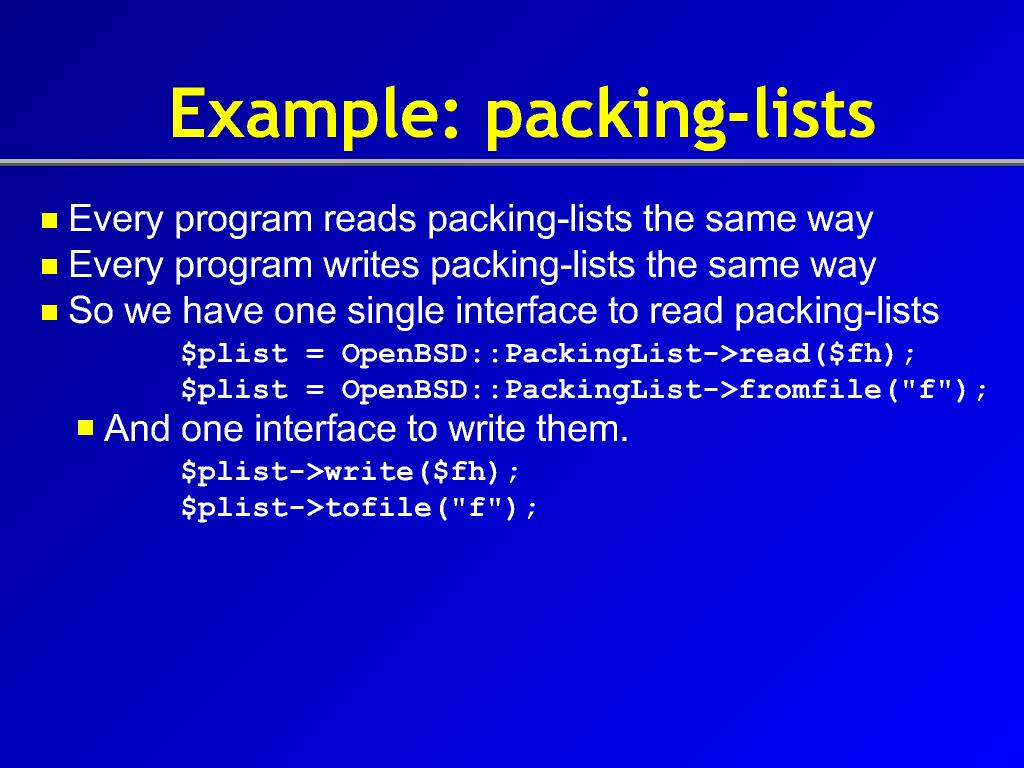 Example: packing-lists
Every program reads packing-lists the same way
Every program writes packing-lists the same way
So we have one single interface to read packing-lists
$plist = OpenBSD::PackingList->read($fh);
$plist = OpenBSD::PackingList->fromfile("f");
And one interface to write them.
$plist->write($fh);
$plist->tofile("f");